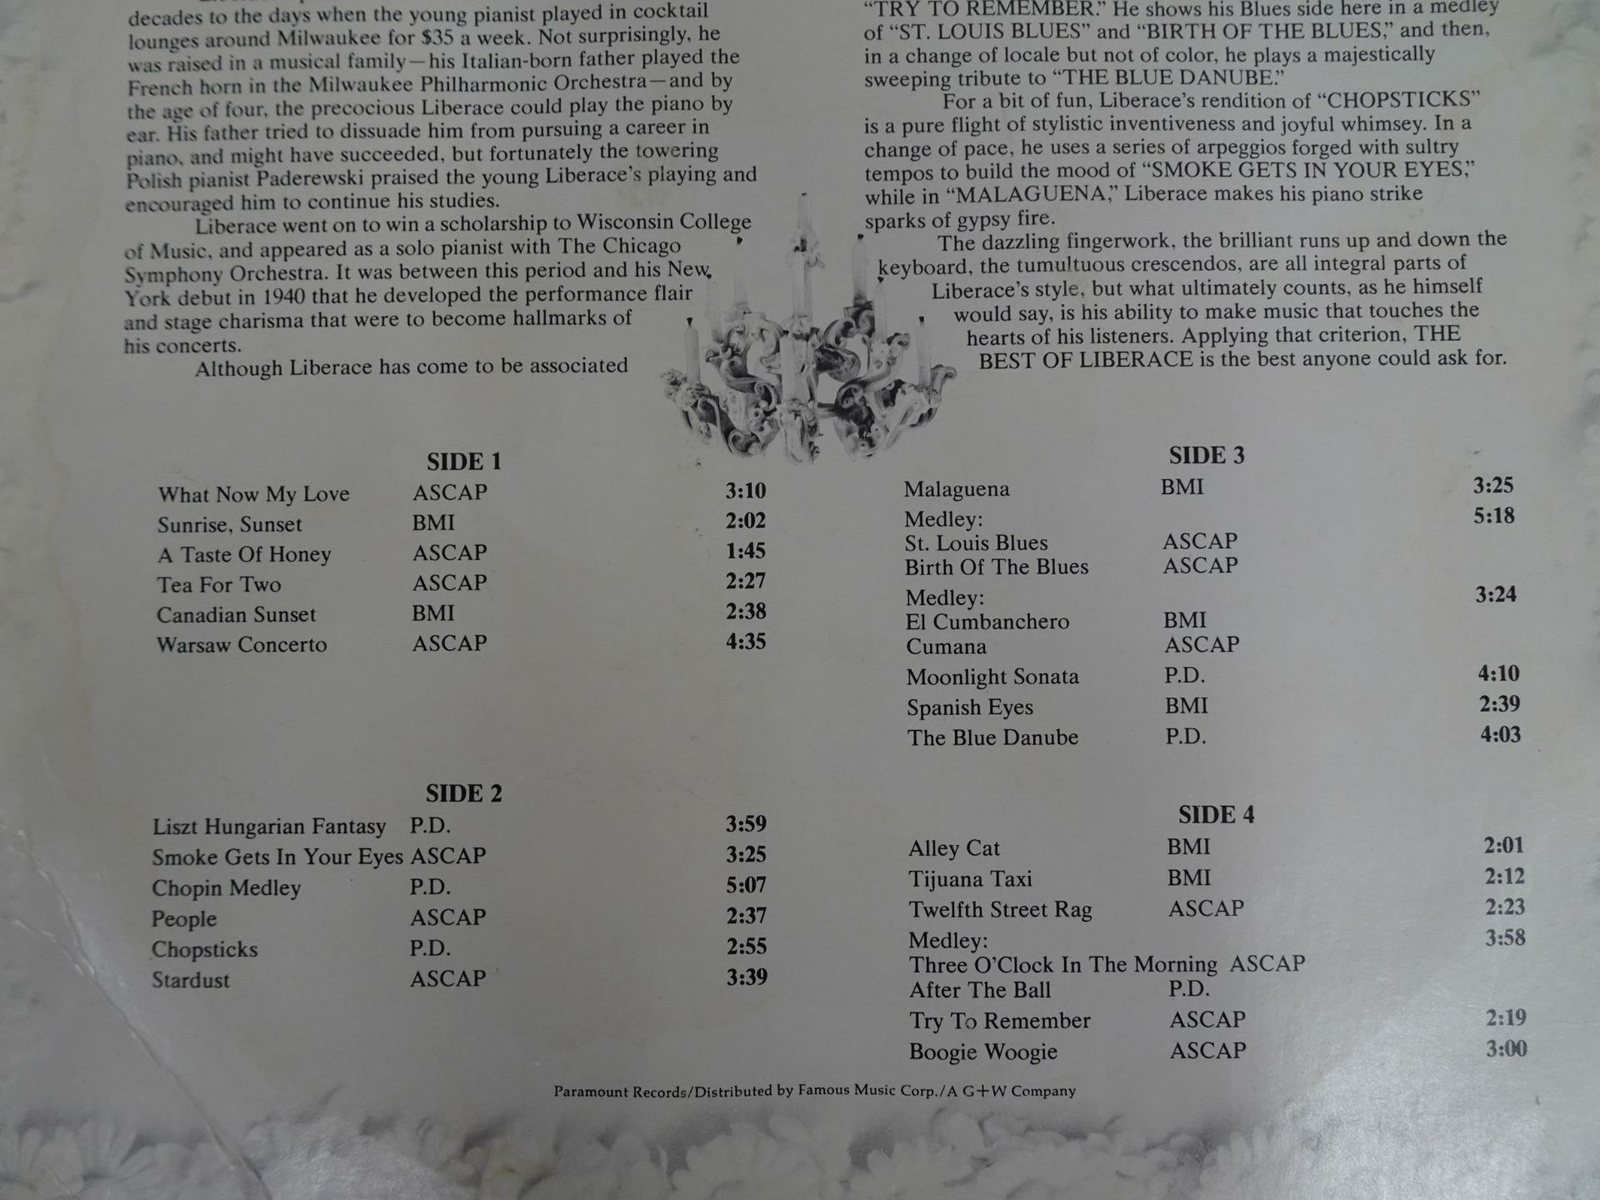 decades to the days when the young pianist played in cocktail
lounges around Milwaukee for $35 a week. Not surprisingly, he
was raised in a musical family—his Italian-born father played the
French horn in the Milwaukee Philharmonic Orchestra—and by
the age of four, the precocious Liberace could play the piano by
ear. His father tried to dissuade him from pursuing a career in
piano, and might have succeeded, but fortunately the towering
Polish pianist Paderewski praised the young Liberace's playing and
encouraged him to continue his studies.
Liberace went on to win a scholarship to Wisconsin College
of Music, and appeared as a solo pianist with The Chicago
Symphony Orchestra. It was between this period and his New
York debut in 1940 that he developed the performance flair
and stage charisma that were to become hallmarks of
his concerts.
Although Liberace has come to be associated
"TRY TO REMEMBER." He shows his Blues side here in a medley
of "ST. LOUIS BLUES" and "BIRTH OF THE BLUES," and then,
in a change of locale but not of color, he plays a majestically
sweeping tribute to "THE BLUE DANUBE."
For a bit of fun, Liberace's rendition of "CHOPSTICKS"
is a pure flight of stylistic inventiveness and joyful whimsey. In a
change of pace, he uses a series of arpeggios forged with sultry
tempos to build the mood of "SMOKE GETS IN YOUR EYES,"
while in "MALAGUENA," Liberace makes his piano strike
sparks of gypsy fire.
The dazzling fingerwork, the brilliant runs up and down the
keyboard, the tumultuous crescendos, are all integral parts of
Liberace's style, but what ultimately counts, as he himself
would say, is his ability to make music that touches the
hearts of his listeners. Applying that criterion, THE
BEST OF LIBERACE is the best anyone could ask for.
SIDE 1
What Now My Love ASCAP 3:10
Sunrise, Sunset BMI 2:02
A Taste Of Honey ASCAP 1:45
Tea For Two ASCAP 2:27
Canadian Sunset BMI 2:38
Warsaw Concerto ASCAP 4:35
SIDE 2
Liszt Hungarian Fantasy P.D. 3:59
Smoke Gets In Your Eyes ASCAP 3:25
Chopin Medley P.D. 5:07
People ASCAP 2:37
Chopsticks P.D. 2:55
Stardust ASCAP 3:39
SIDE 3
Malaguena BMI 3:25
Medley: 5:18
St. Louis Blues ASCAP
Birth Of The Blues ASCAP
Medley: 3:24
El Cumbanchero BMI
Cumana ASCAP
Moonlight Sonata P.D. 4:10
Spanish Eyes BMI 2:39
The Blue Danube P.D. 4:03
SIDE 4
Alley Cat BMI 2:01
Tijuana Taxi BMI 2:12
Twelfth Street Rag ASCAP 2:23
Medley: 3:58
Three O'Clock In The Morning ASCAP
After The Ball P.D.
Try To Remember ASCAP 2:19
Boogie Woogie ASCAP 3:00
Paramount Records/Distributed by Famous Music Corp./A G+W Company